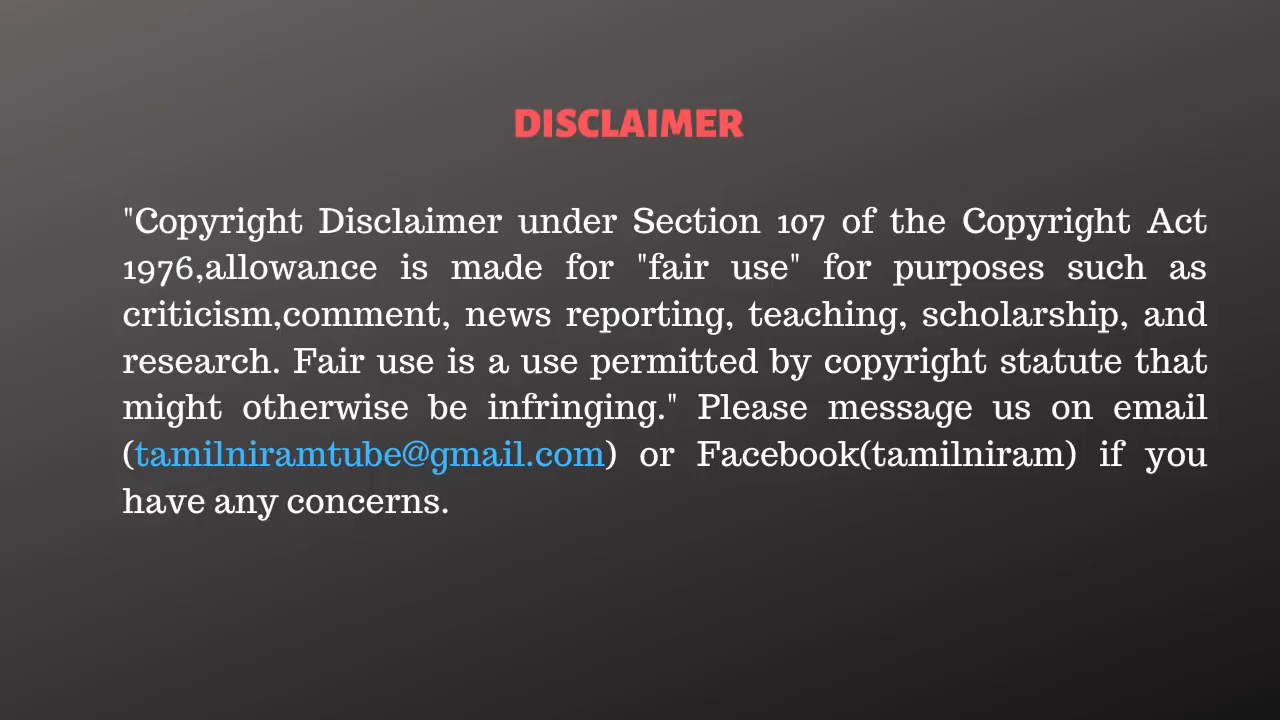 DISCLAIMER
"Copyright Disclaimer under Section 107 of the Copyright Act
1976,allowance is made for "fair use" for purposes such as
criticism,comment, news reporting, teaching, scholarship, and
research. Fair use is a use permitted by copyright statute that
might otherwise be infringing." Please message us on email
(tamilniramtube@gmail.com) or Facebook(tamilniram) if you
have any concerns.